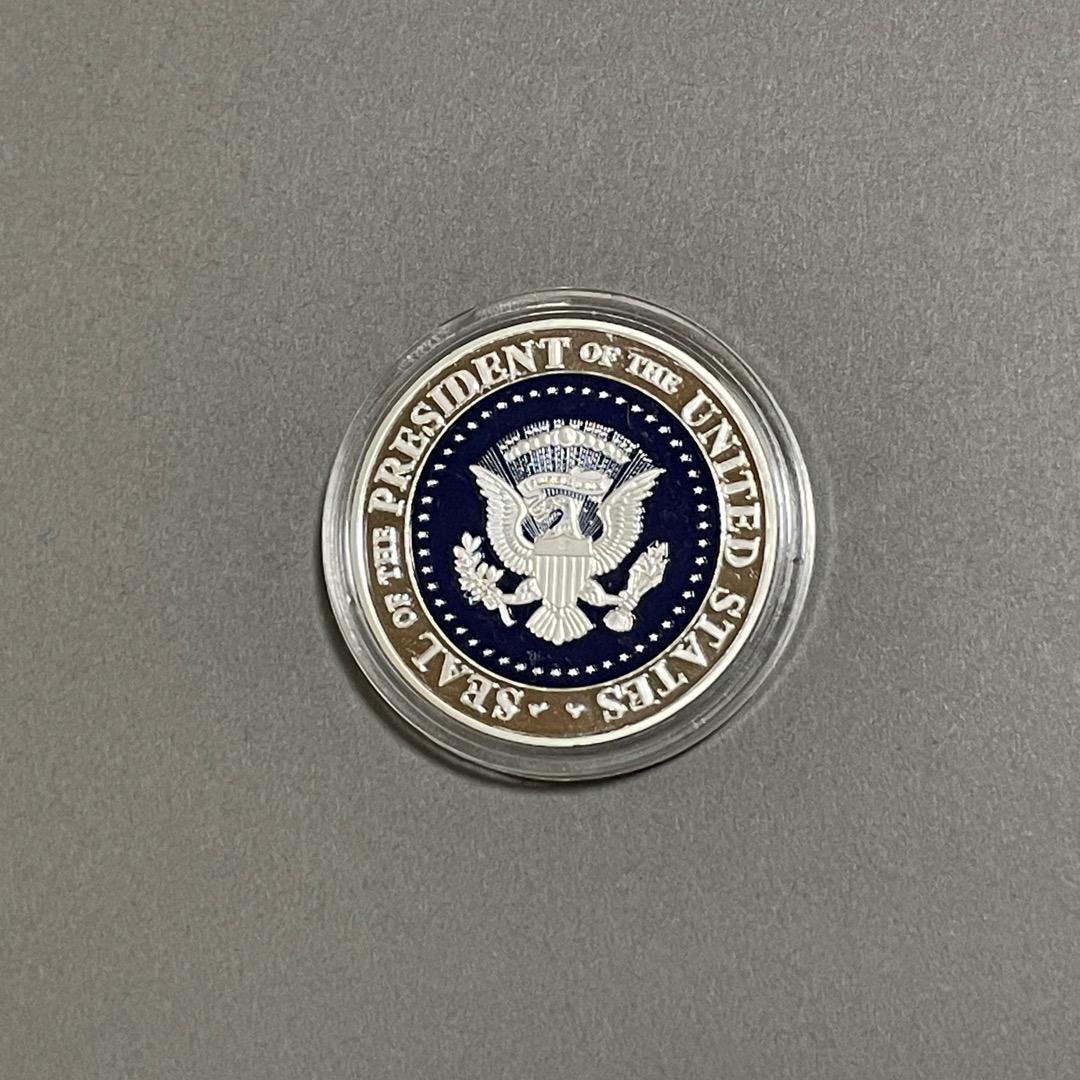 SEAL OF THE PRESIDENT OF THE UNITED STATES